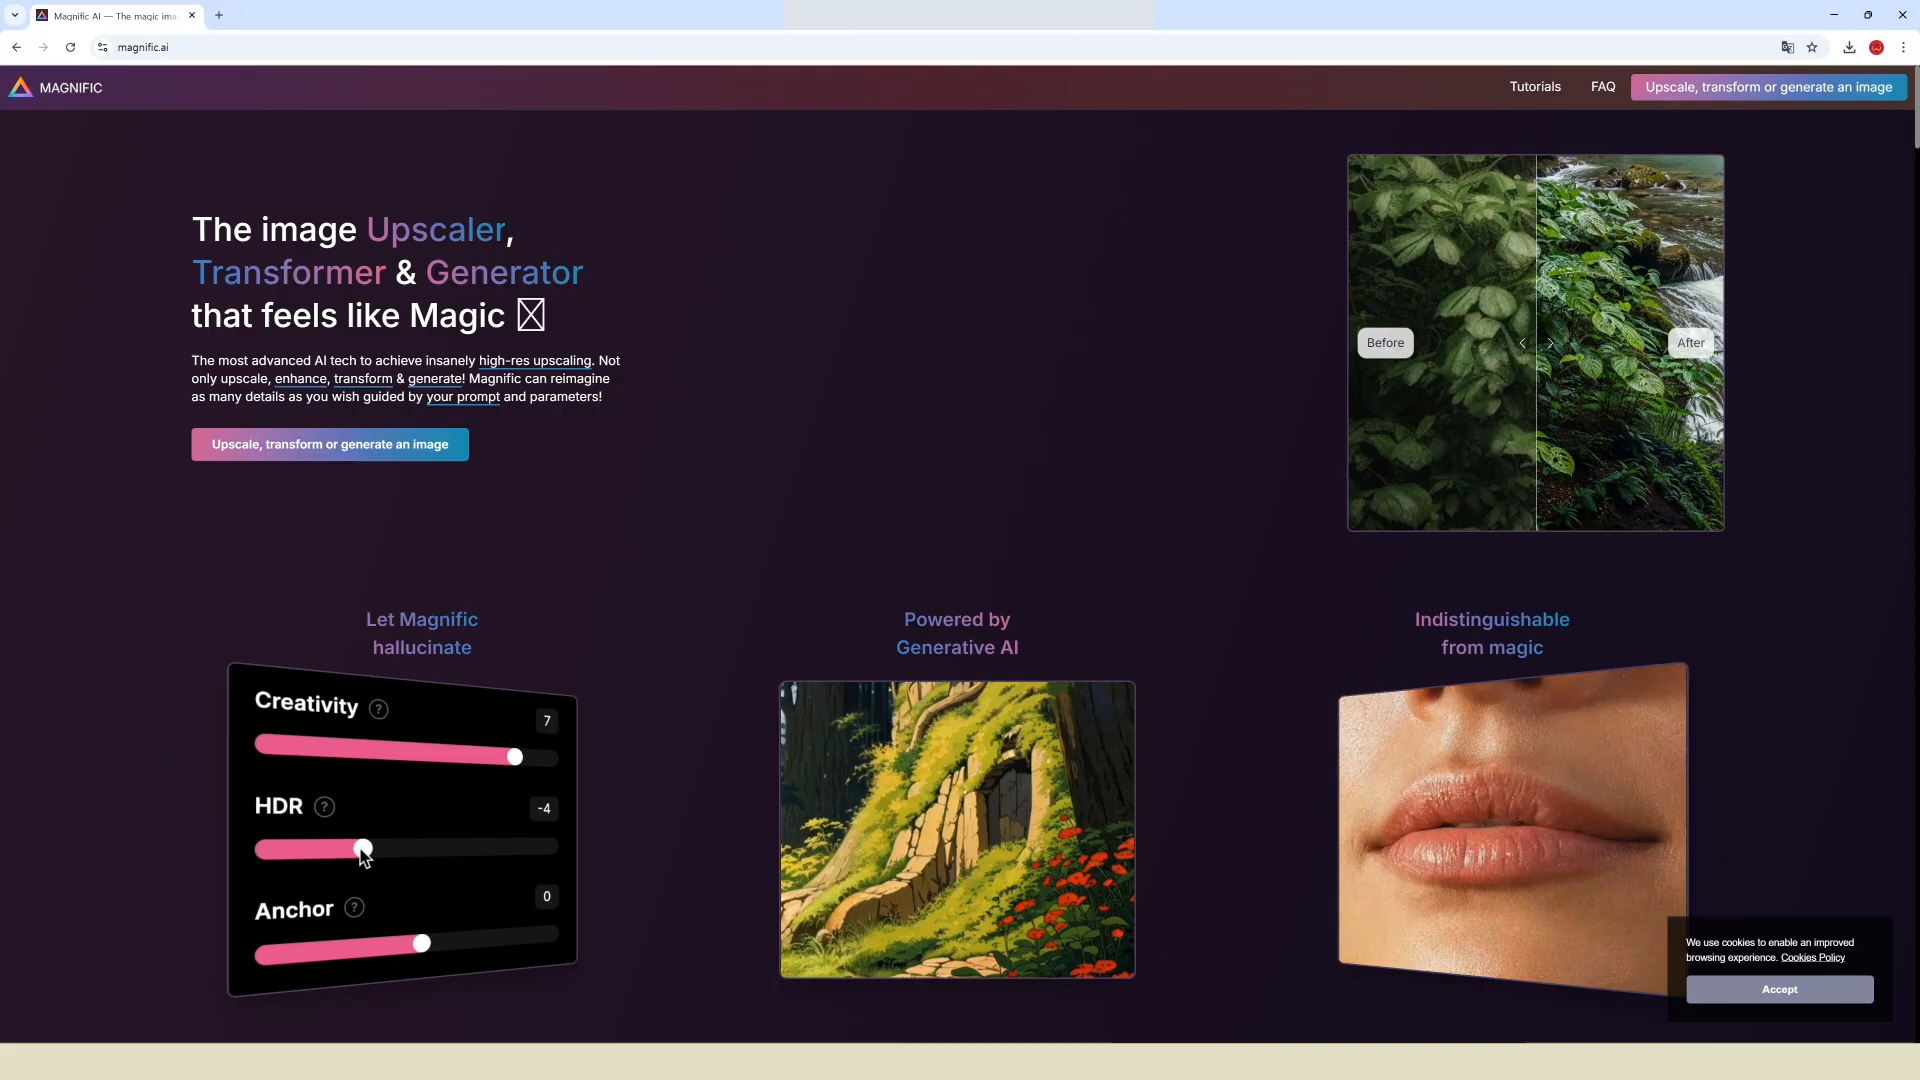 Magnific AI — The magic ima
magnific.ai
MAGNIFIC
Tutorials
FAQ
Upscale, transform or generate an image
The image Upscaler,
Transformer & Generator
that feels like Magic
The most advanced AI tech to achieve insanely high-res upscaling. Not
only upscale, enhance, transform & generate! Magnific can reimagine
as many details as you wish guided by your prompt and parameters!
Upscale, transform or generate an image
Before
After
Let Magnific
hallucinate
Creativity ?
7
HDR ?
-4
Anchor ?
0
Powered by
Generative AI
Indistinguishable
from magic
We use cookies to enable an improved
browsing experience. Cookies Policy
Accept